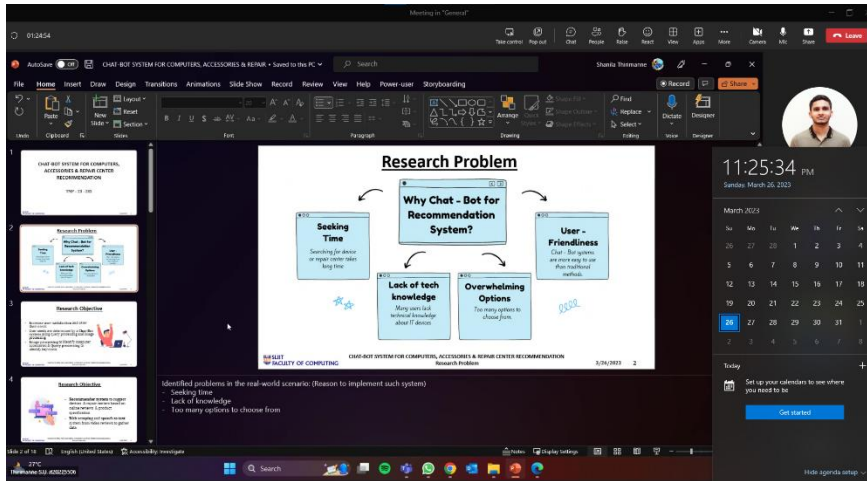 Meeting in "General"
01:24:54
Take control Pop out Chat People Raise React View Apps More Camera Mic Share Leave
AutoSave Off CHAT-BOT SYSTEM FOR COMPUTERS, ACCESSORIES & REPAIR • Saved to this PC Search Shanila Thirimanne
File Home Insert Draw Design Transitions Animations Slide Show Record Review View Help Power-user Storyboarding Record Share
Paste New Slide Layout Reset Section Arrange Shape Fill Shape Outline Shape Effects Find Replace Select Dictate Designer
Undo Clipboard Slides Font Paragraph Drawing Editing Voice Designer
1
CHAT-BOT SYSTEM FOR COMPUTERS, ACCESSORIES & REPAIR CENTER RECOMMENDATION
2
Research Problem
3
Research Objective
4
Research Objective
Research Problem
Why Chat - Bot for
Recommendation
System?
Seeking
Time
Searching for device
or repair center takes
long time
User -
Friendliness
Chat - Bot systems
are more easy to use
than traditional
methods.
Lack of tech
knowledge
Many users lack
technical knowledge
about IT devices
Overwhelming
Options
Too many options to
choose from.
SLIIT
FACULTY OF COMPUTING
CHAT-BOT SYSTEM FOR COMPUTERS, ACCESSORIES & REPAIR CENTER RECOMMENDATION
Research Problem
3/24/2023 2
Identified problems in the real-world scenario: (Reason to implement such system)
- Seeking time
- Lack of knowledge
- Too many options to choose from
Slide 2 of 18 English (United States) Accessibility: Investigate Notes Display Settings
27°C
Search
11:25:34 PM
Sunday, March 26, 2023
March 2023
Su Mo Tu We Th Fr Sa
26 27 28 1 2 3 4
5 6 7 8 9 10 11
12 13 14 15 16 17 18
19 20 21 22 23 24 25
26 27 28 29 30 31 1
2 3 4 5 6 7 8
Today
Set up your calendars to see where
you need to be
Get started
Hide agenda setup